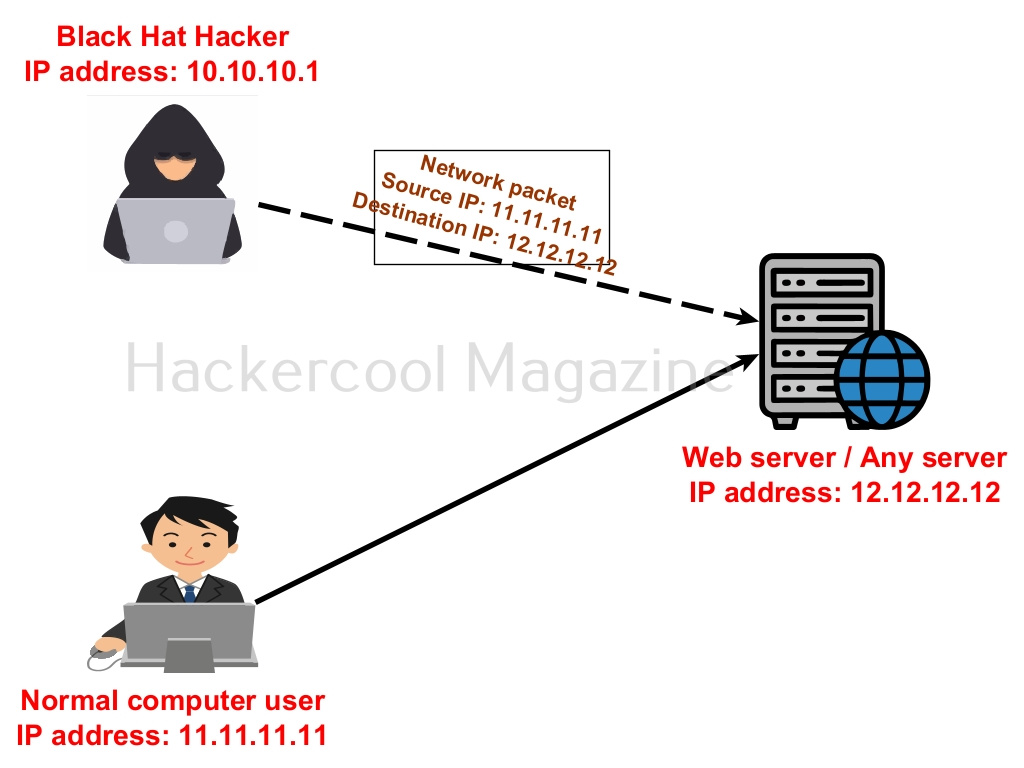 Black Hat Hacker
IP address: 10.10.10.1
Network packet
Source IP: 11.11.11.11
Destination IP: 12.12.12.12
Hackercool Magazine
Web server / Any server
IP address: 12.12.12.12
Normal computer user
IP address: 11.11.11.11